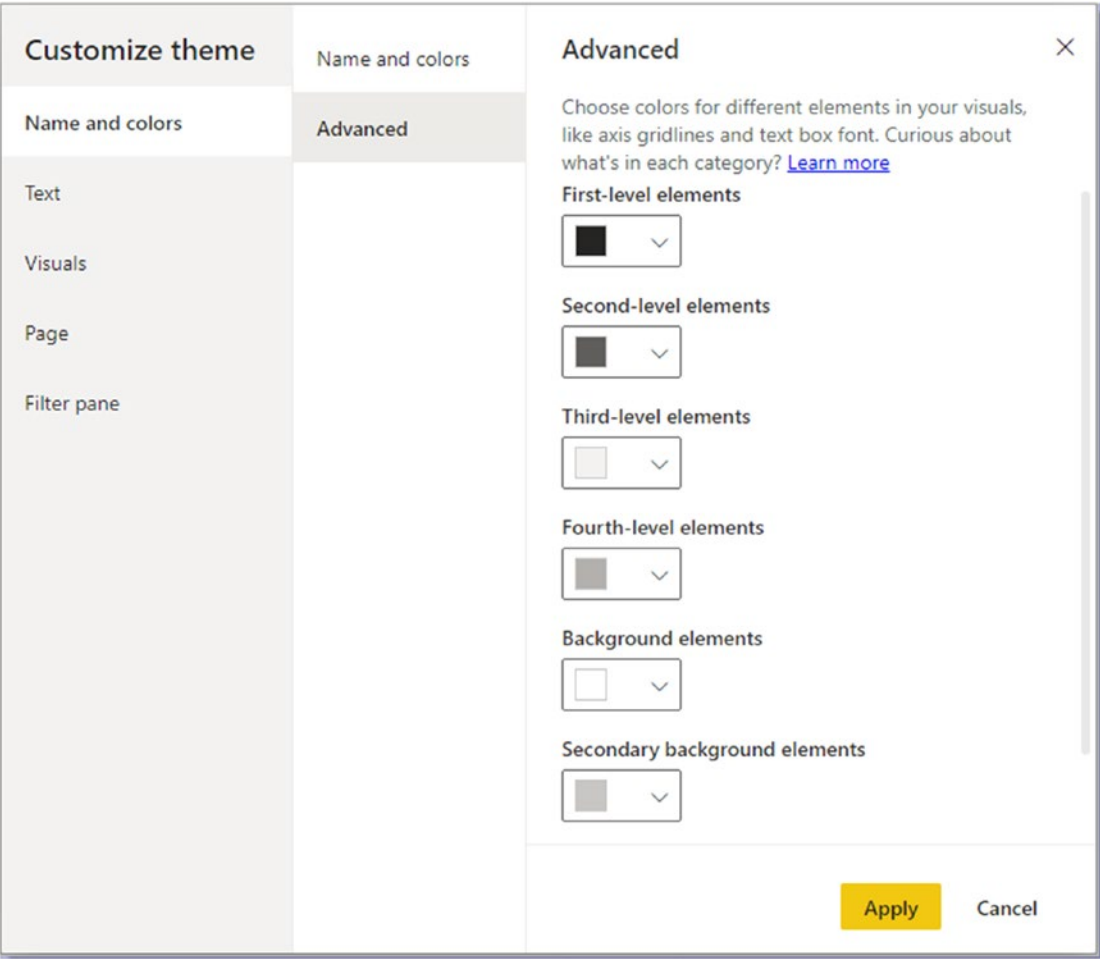 Customize theme
Name and colors
Text
Visuals
Page
Filter pane
Name and colors
Advanced
Advanced
Choose colors for different elements in your visuals,
like axis gridlines and text box font. Curious about
what's in each category? Learn more
First-level elements
Second-level elements
Third-level elements
Fourth-level elements
Background elements
Secondary background elements
Apply
Cancel